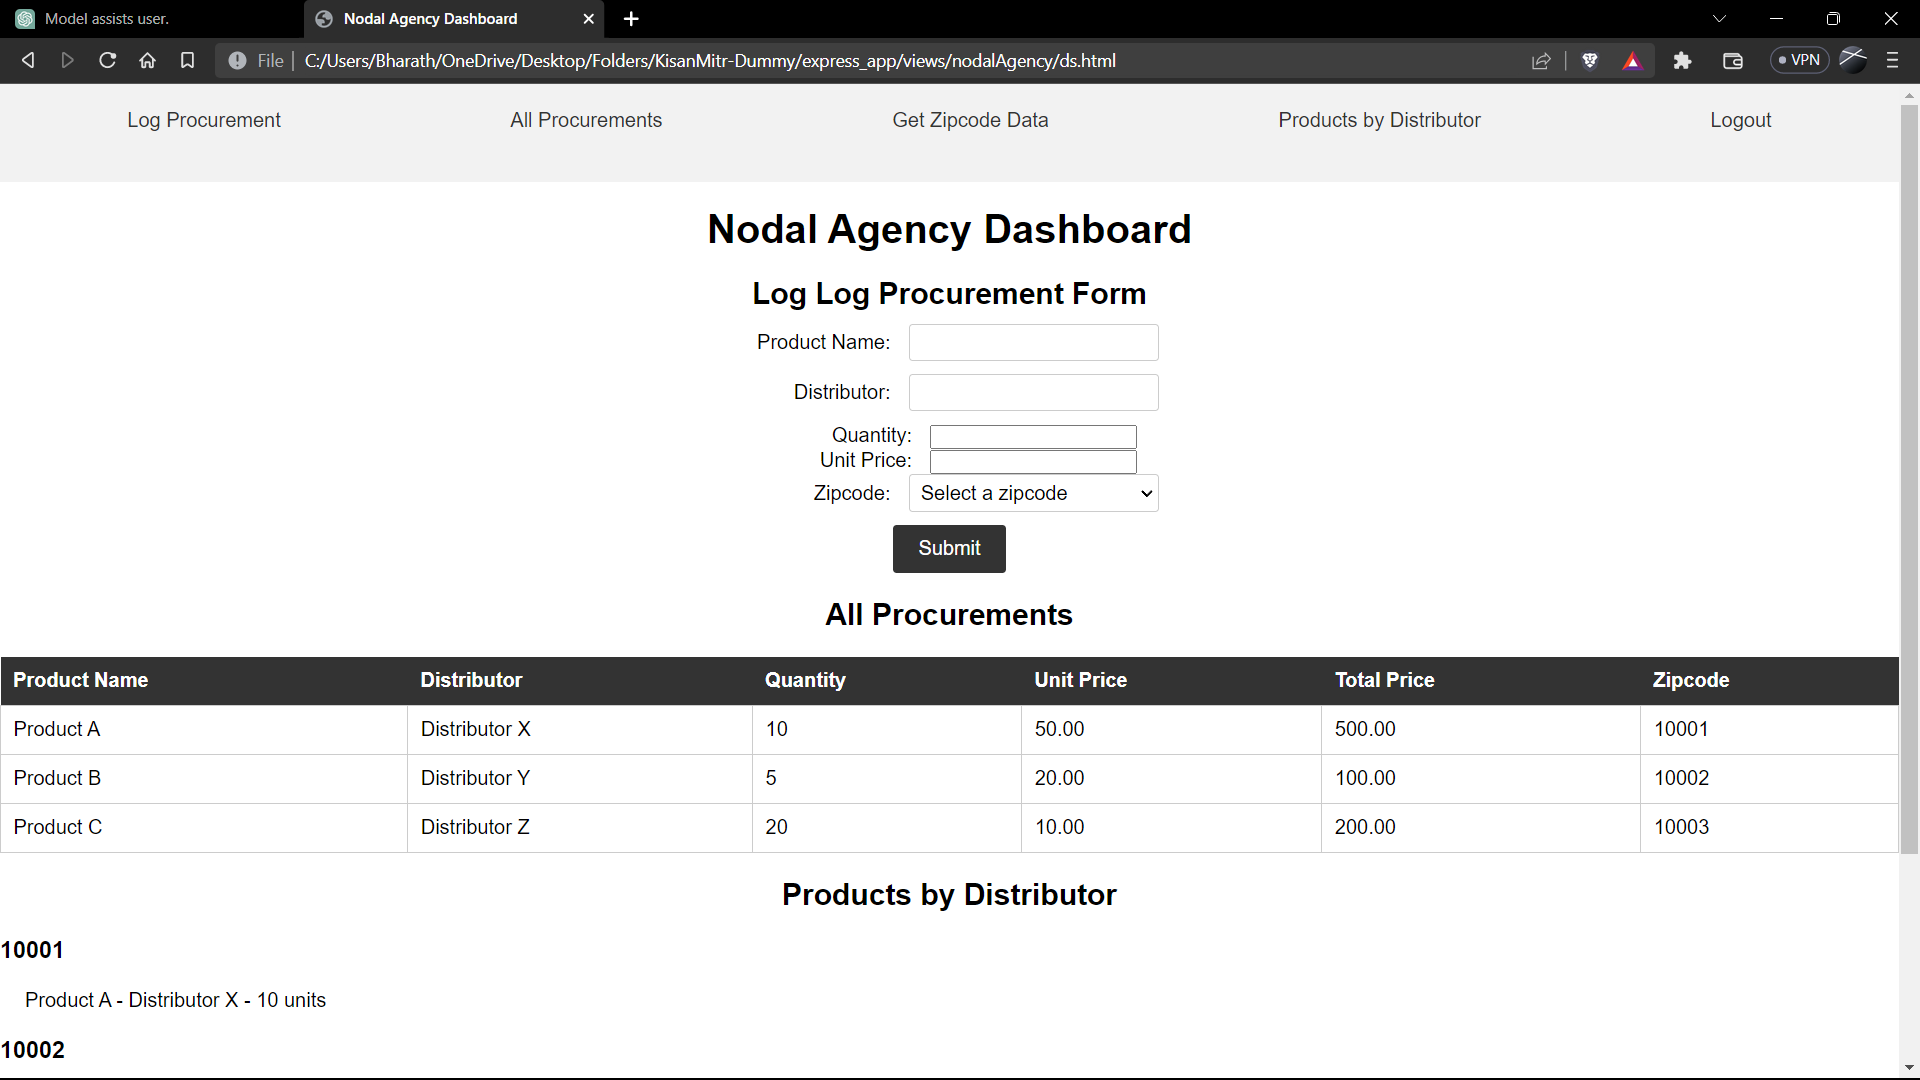 Model assists user.
Nodal Agency Dashboard
File
C:/Users/Bharath/OneDrive/Desktop/Folders/KisanMitr-Dummy/express_app/views/nodalAgency/ds.html
VPN
Log Procurement All Procurements Get Zipcode Data Products by Distributor Logout
Nodal Agency Dashboard
Log Log Procurement Form
Product Name:
Distributor:
Quantity:
Unit Price:
Zipcode: Select a zipcode
Submit
All Procurements
Product Name Distributor Quantity Unit Price Total Price Zipcode
Product A Distributor X 10 50.00 500.00 10001
Product B Distributor Y 5 20.00 100.00 10002
Product C Distributor Z 20 10.00 200.00 10003
Products by Distributor
10001
Product A - Distributor X - 10 units
10002